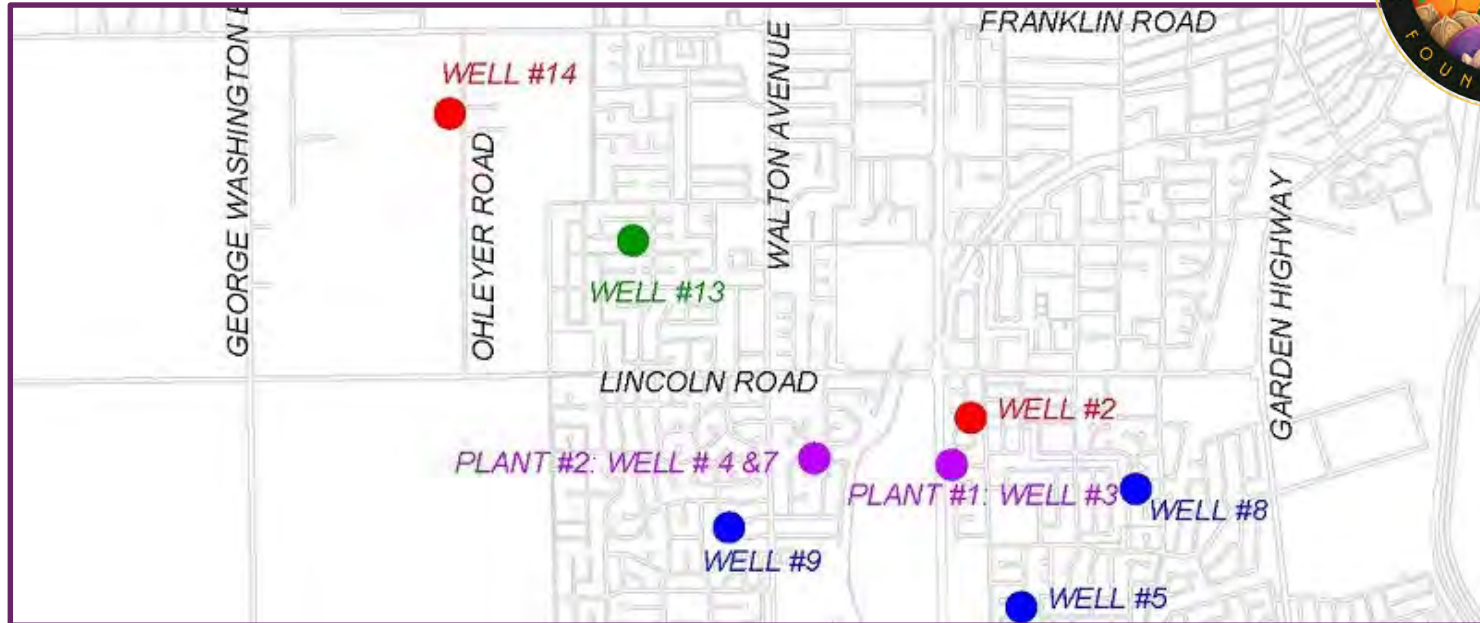 FRANKLIN ROAD
GEORGE WASHINGTON
WELL #14
OHLEYER ROAD
WALTON AVENUE
GARDEN HIGHWAY
WELL #13
LINCOLN ROAD
WELL #2
PLANT #2: WELL # 4 &7
PLANT #1: WELL #3
WELL #8
WELL #9
WELL #5
FOUN